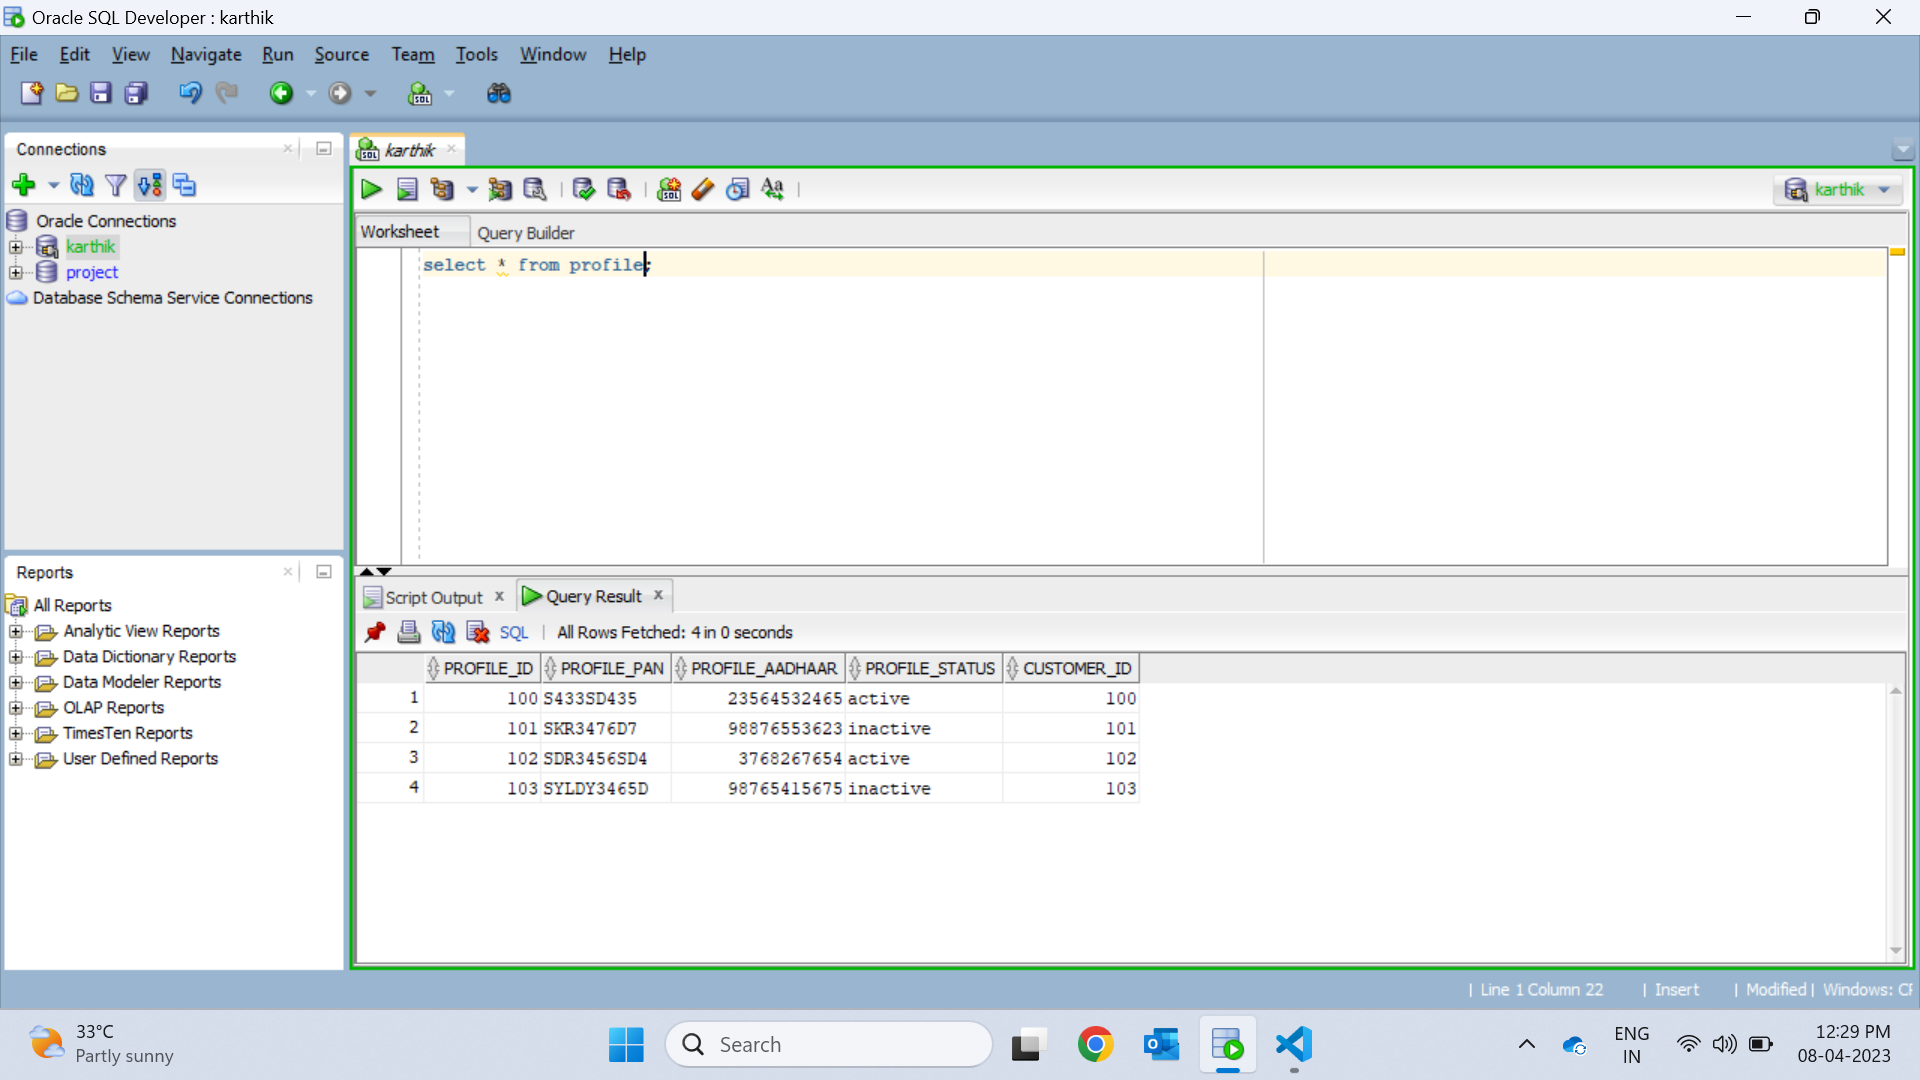 Oracle SQL Developer : karthik
File Edit View Navigate Run Source Team Tools Window Help
SQL
Connections
Oracle Connections
karthik
project
Database Schema Service Connections
Reports
All Reports
Analytic View Reports
Data Dictionary Reports
Data Modeler Reports
OLAP Reports
TimesTen Reports
User Defined Reports
SQL karthik
SQL Aa karthik
Worksheet Query Builder
select * from profile;
Script Output Query Result
SQL | All Rows Fetched: 4 in 0 seconds
PROFILE_ID PROFILE_PAN PROFILE_AADHAAR PROFILE_STATUS CUSTOMER_ID
1 100 S433SD435 23564532465 active 100
2 101 SKR3476D7 98876553623 inactive 101
3 102 SDR3456SD4 3768267654 active 102
4 103 SYLDY3465D 98765415675 inactive 103
| Line 1 Column 22 | Insert | Modified | Windows: CF
33°C
Partly sunny
Search
ENG
IN
12:29 PM
08-04-2023